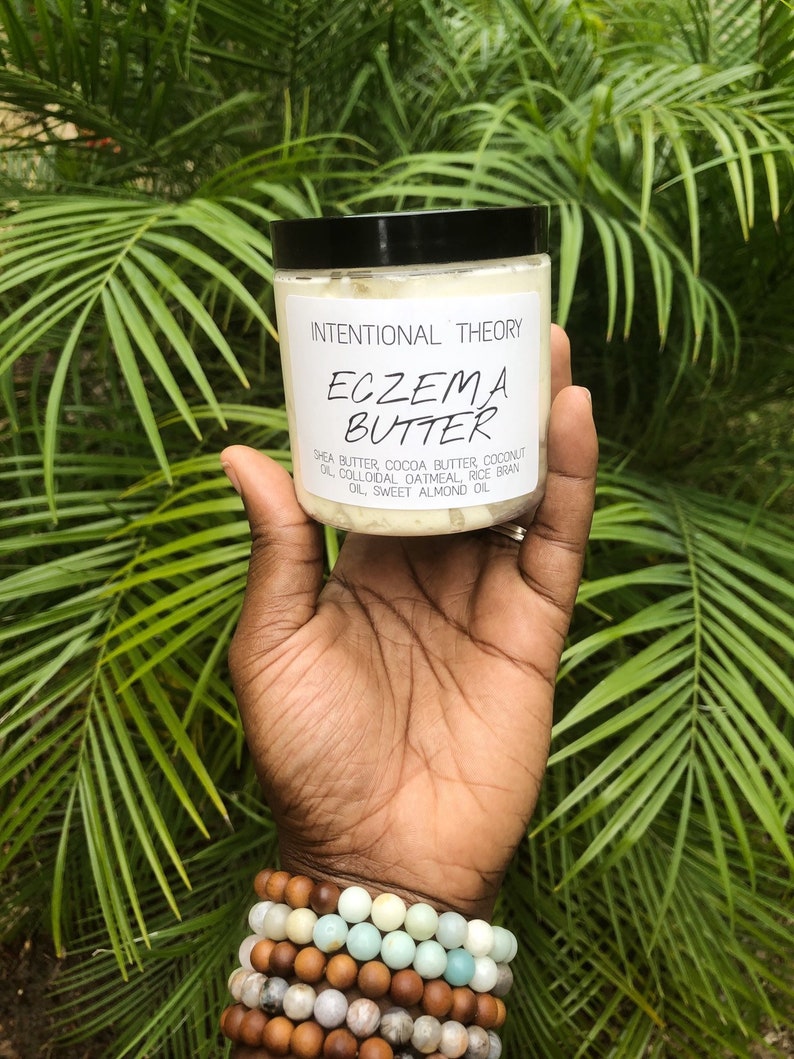 INTENTIONAL THEORY
ECZEMA
BUTTER
SHEA BUTTER, COCOA BUTTER, COCONUT
OIL, COLLOIDAL OATMEAL, RICE BRAN
OIL, SWEET ALMOND OIL